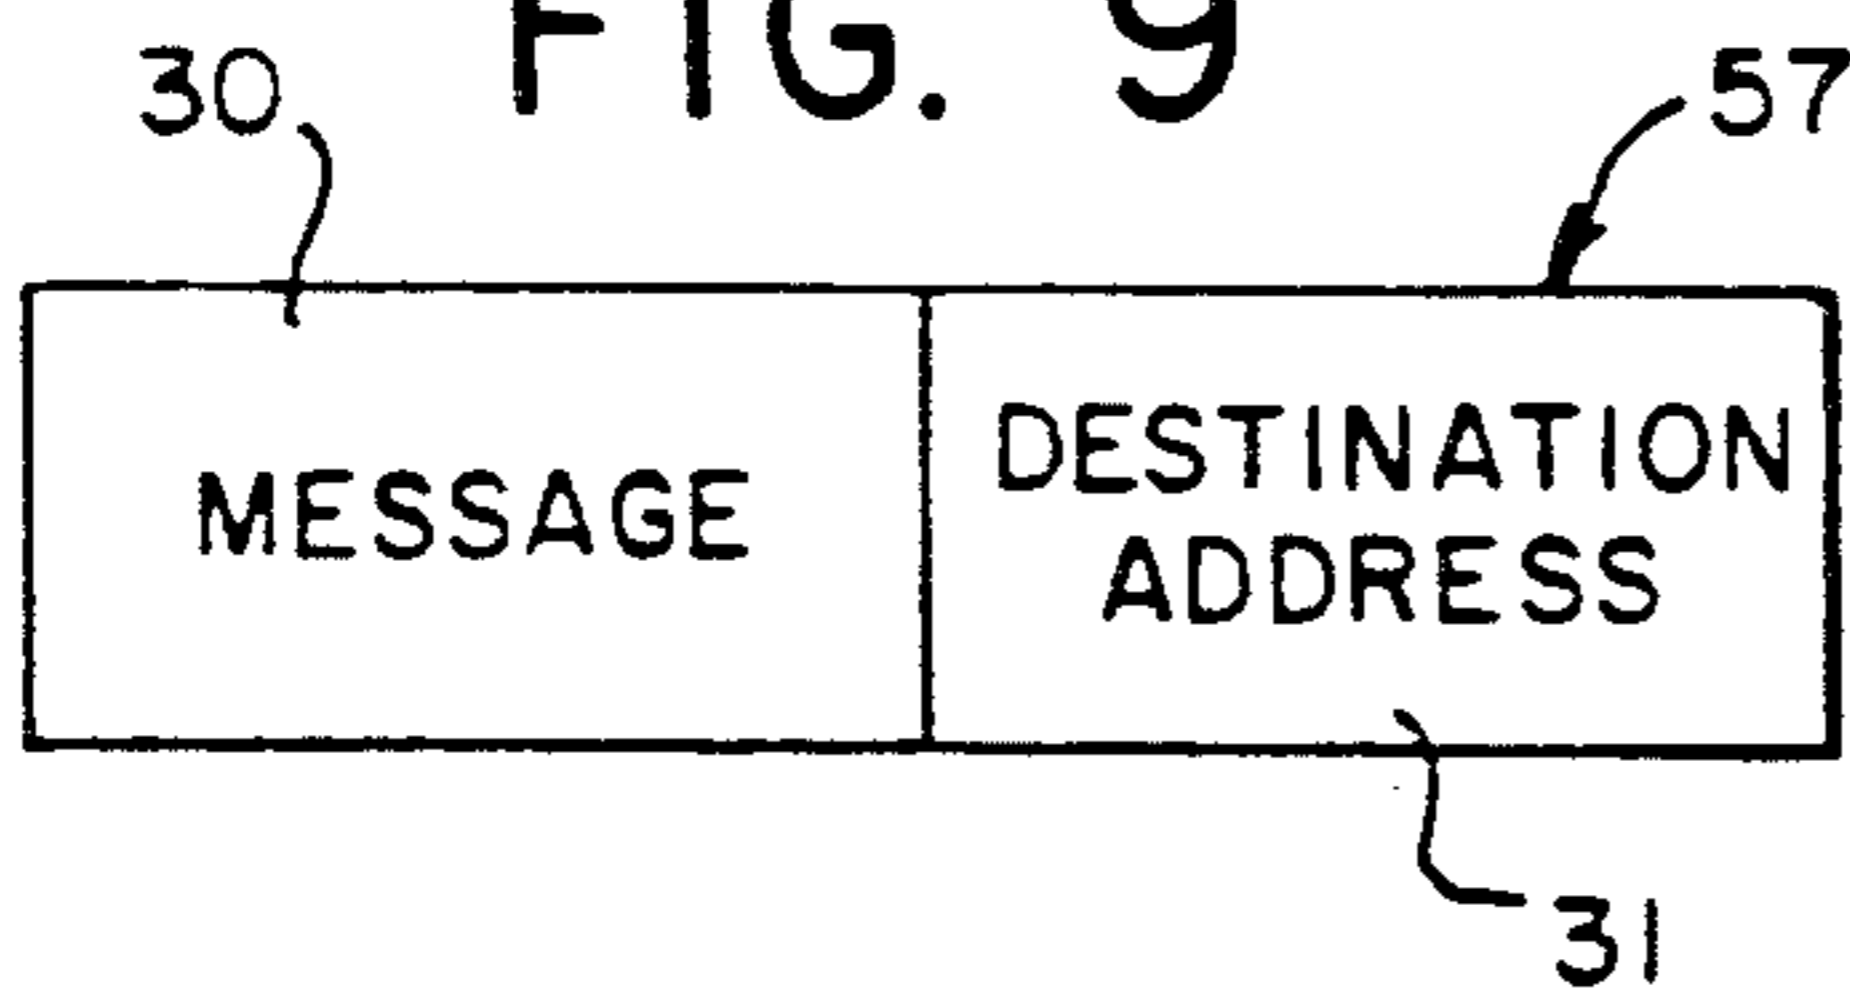 FIG. 9
30
57
MESSAGE
DESTINATION
ADDRESS
31